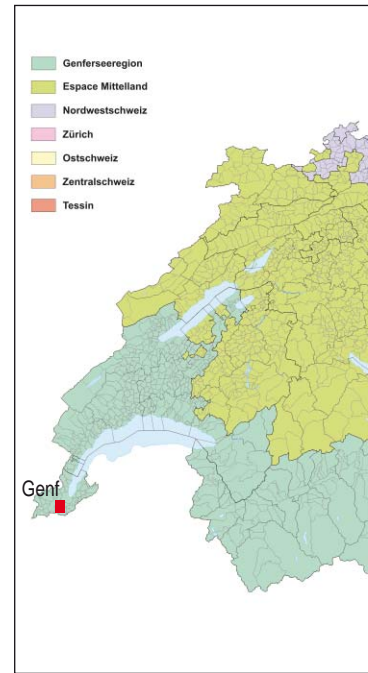 Genferseeregion
Espace Mittelland
Nordwestschweiz
Zürich
Ostschweiz
Zentralschweiz
Tessin
Genf